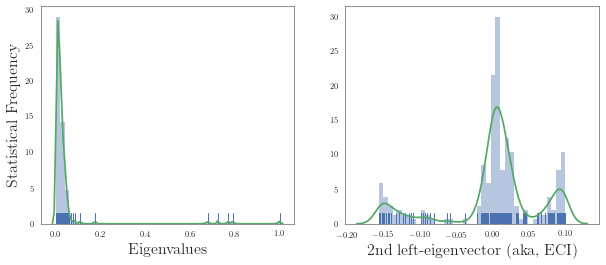 Statistical Frequency
30
25
20
15
10
5
0
0.0 0.2 0.4 0.6 0.8 1.0
Eigenvalues
30
25
20
15
10
5
0
−0.20 −0.15 −0.10 −0.05 0.00 0.05 0.10
2nd left-eigenvector (aka, ECI)